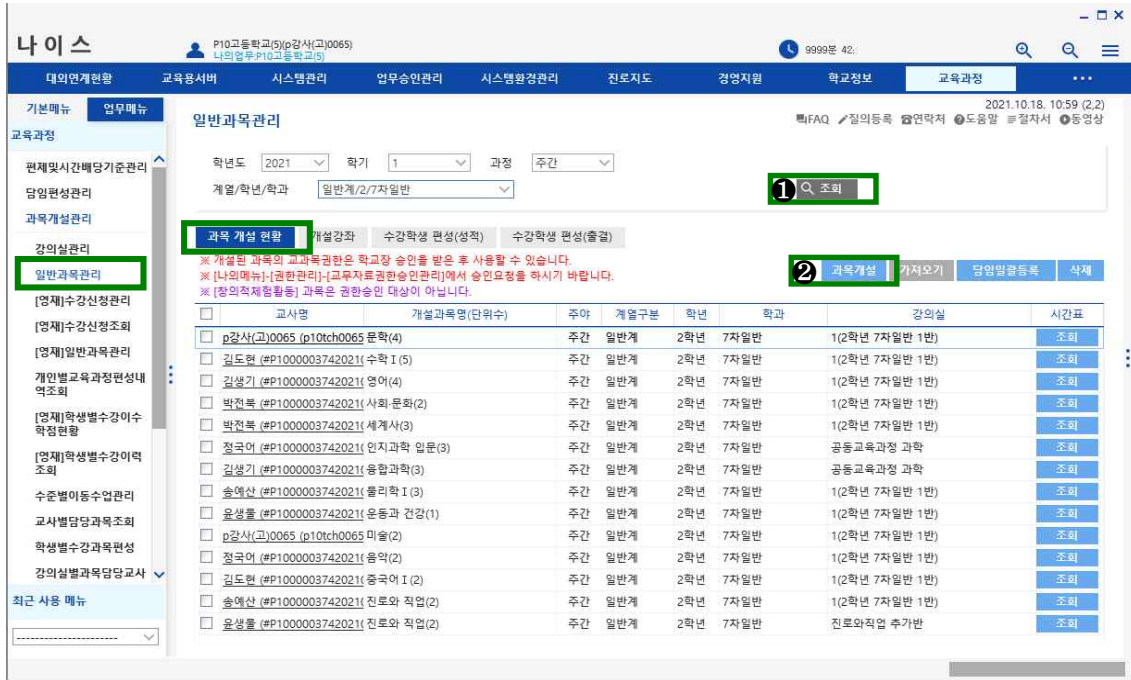 나이스
P10고등학교(5)(p강사(고)0065)
나의업무:P10고등학교(5)
9999분 42:
대외연계현황 교육용서버 시스템관리 업무승인관리 시스템환경관리 진로지도 경영지원 학교정보 교육과정 ...
기본메뉴 업무메뉴
교육과정
편제및시간배당기준관리
담임편성관리
과목개설관리
강의실관리
일반과목관리
[영재]수강신청관리
[영재]수강신청조회
[영재]일반과목관리
개인별교육과정편성내
역조회
[영재]학생별수강이수
학점현황
[영재]학생별수강이력
조회
수준별이동수업관리
교사별담당과목조회
학생별수강과목편성
강의실별과목담당교사
최근 사용 메뉴
----------------------
2021.10.18. 10:59 (2,2)
일반과목관리
FAQ 질의등록 연락처 도움말 절차서 동영상
학년도 2021 학기 1 과정 주간
계열/학년/학과 일반계/2/7차일반
❶ 조회
과목 개설 현황 개설강좌 수강학생 편성(성적) 수강학생 편성(출결)
※ 개설된 과목의 교과목권한은 학교장 승인을 받은 후 사용할 수 있습니다.
※ [나의메뉴]-[권한관리]-[교무자료권한승인관리]에서 승인요청을 하시기 바랍니다.
※ [창의적체험활동] 과목은 권한승인 대상이 아닙니다.
❷ 과목개설 가져오기 담임일괄등록 삭제
교사명 개설과목명(단위수) 주야 계열구분 학년 학과 강의실 시간표
p강사(고)0065 (p10tch0065 문학(4) 주간 일반계 2학년 7차일반 1(2학년 7차일반 1반) 조회
김도현 (#P1000003742021( 수학 I (5) 주간 일반계 2학년 7차일반 1(2학년 7차일반 1반) 조회
김생기 (#P1000003742021( 영어(4) 주간 일반계 2학년 7차일반 1(2학년 7차일반 1반) 조회
박전북 (#P1000003742021( 사회·문화(2) 주간 일반계 2학년 7차일반 1(2학년 7차일반 1반) 조회
박전북 (#P1000003742021( 세계사(3) 주간 일반계 2학년 7차일반 1(2학년 7차일반 1반) 조회
정국어 (#P1000003742021( 인지과학 입문(3) 주간 일반계 2학년 7차일반 공동교육과정 과학 조회
김생기 (#P1000003742021( 융합과학(3) 주간 일반계 2학년 7차일반 공동교육과정 과학 조회
송예산 (#P1000003742021( 물리학 I (3) 주간 일반계 2학년 7차일반 1(2학년 7차일반 1반) 조회
윤생물 (#P1000003742021( 운동과 건강(1) 주간 일반계 2학년 7차일반 1(2학년 7차일반 1반) 조회
p강사(고)0065 (p10tch0065 미술(2) 주간 일반계 2학년 7차일반 1(2학년 7차일반 1반) 조회
정국어 (#P1000003742021( 음악(2) 주간 일반계 2학년 7차일반 1(2학년 7차일반 1반) 조회
김도현 (#P1000003742021( 중국어 I (2) 주간 일반계 2학년 7차일반 1(2학년 7차일반 1반) 조회
송예산 (#P1000003742021( 진로와 직업(2) 주간 일반계 2학년 7차일반 1(2학년 7차일반 1반) 조회
윤생물 (#P1000003742021( 진로와 직업(2) 주간 일반계 2학년 7차일반 진로와직업 추가반 조회